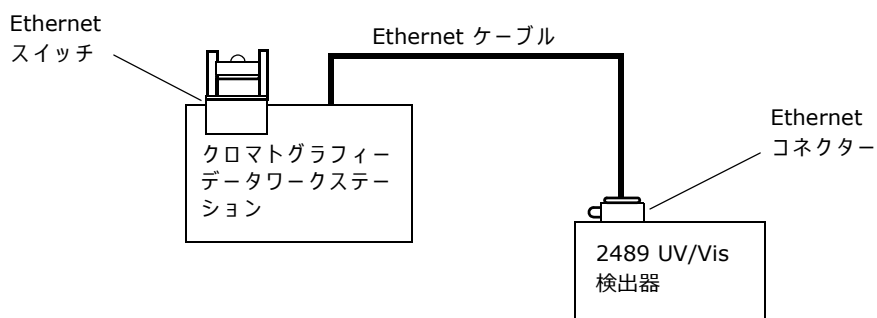 Ethernet
スイッチ
Ethernet ケーブル
Ethernet
コネクター
クロマトグラフィー
データワークステー
ション
2489 UV/Vis
検出器